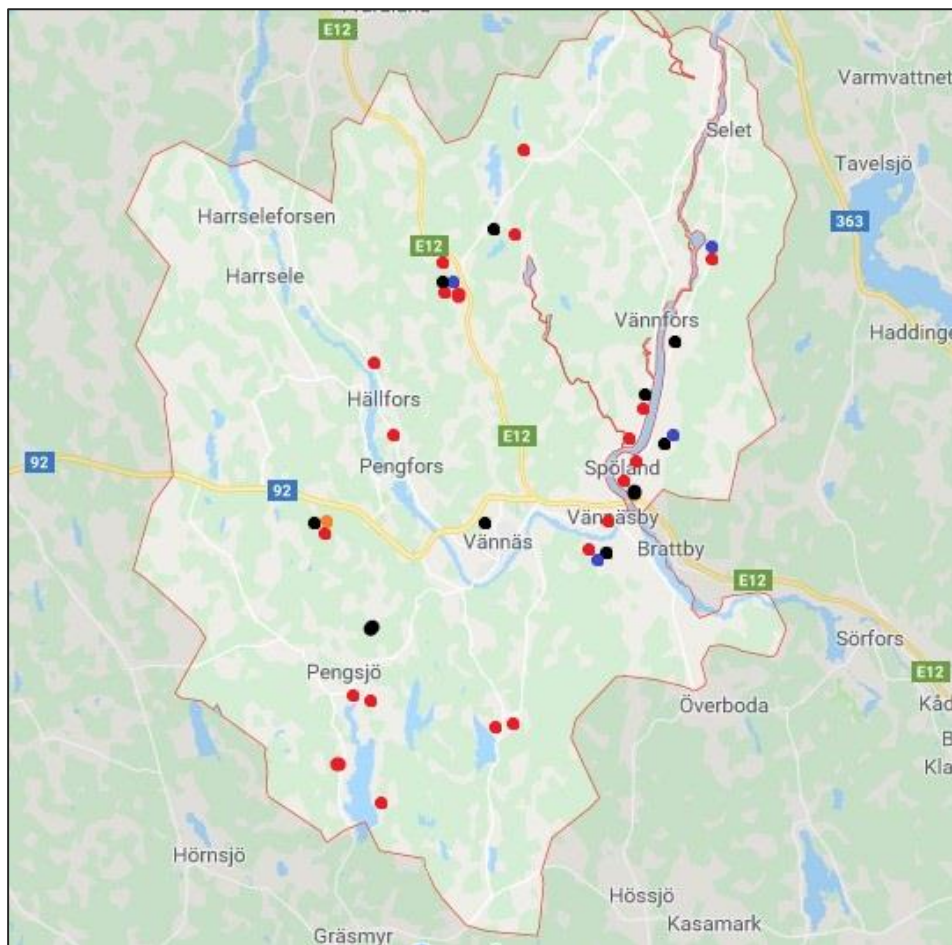 E12
Varmvattnet
Selet
Tavelsjö
Harrseleforsen
363
E12
Harrsele
Vännfors
Haddinge
Hällfors
E12
92
Pengfors
Spöland
92
Vännäsby
Vännäs
Brattby
E12
Sörfors
Pengsjö
E12
Överboda
Hörnsjö
Hössjö
Kasamark
Gräsmyr